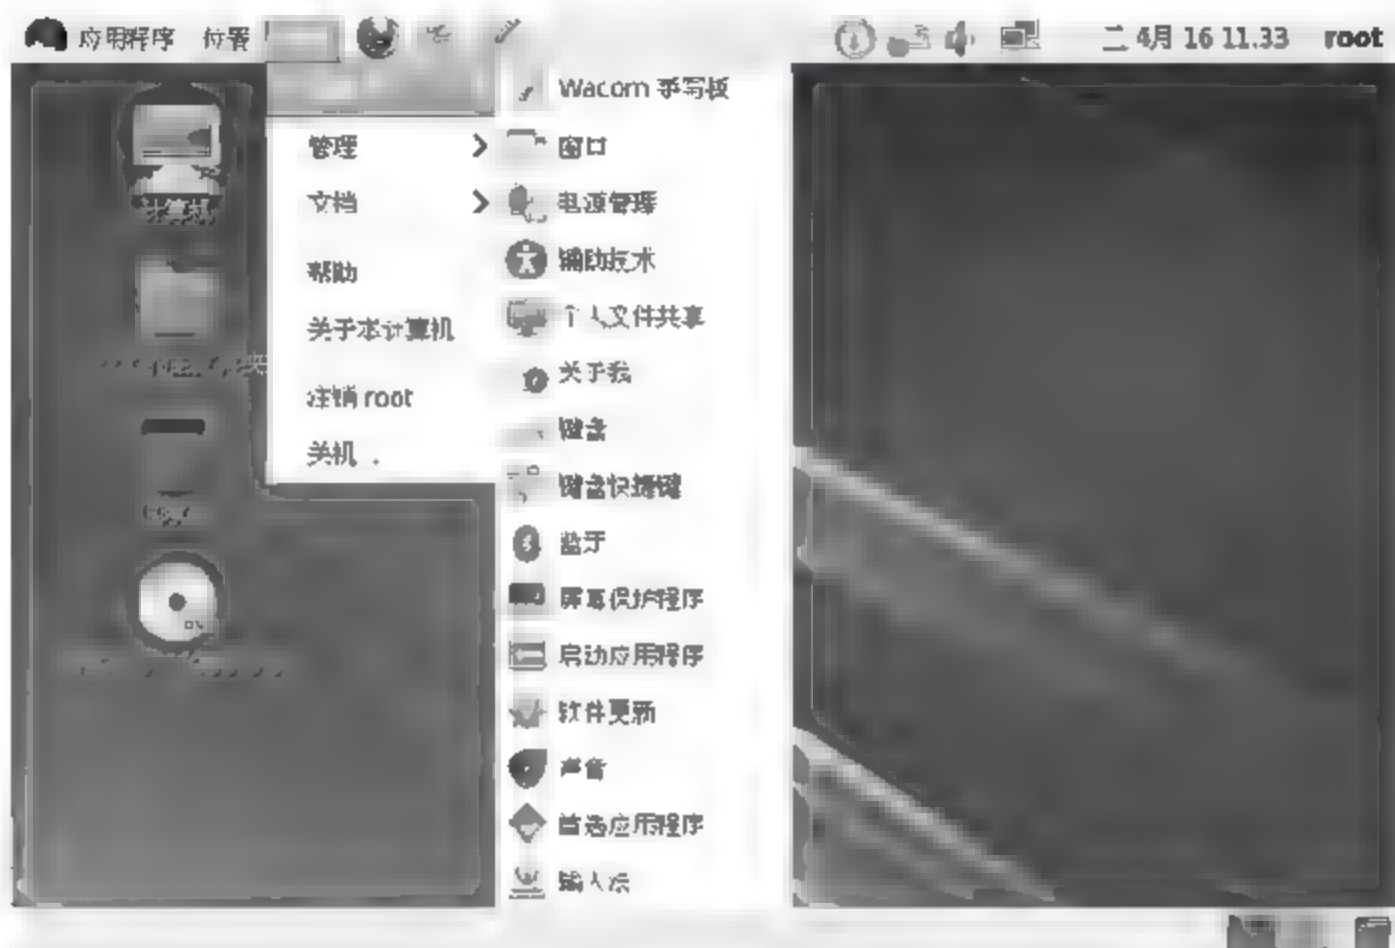 应用程序 位置
二 4月 16 11.33 root
计算机
管理
文档
帮助
关于本计算机
注销 root
关机
Wacom 手写板
窗口
电源管理
辅助技术
个人文件共享
关于我
键盘
键盘快捷键
蓝牙
屏幕保护程序
启动应用程序
软件更新
声音
首选应用程序
输入法